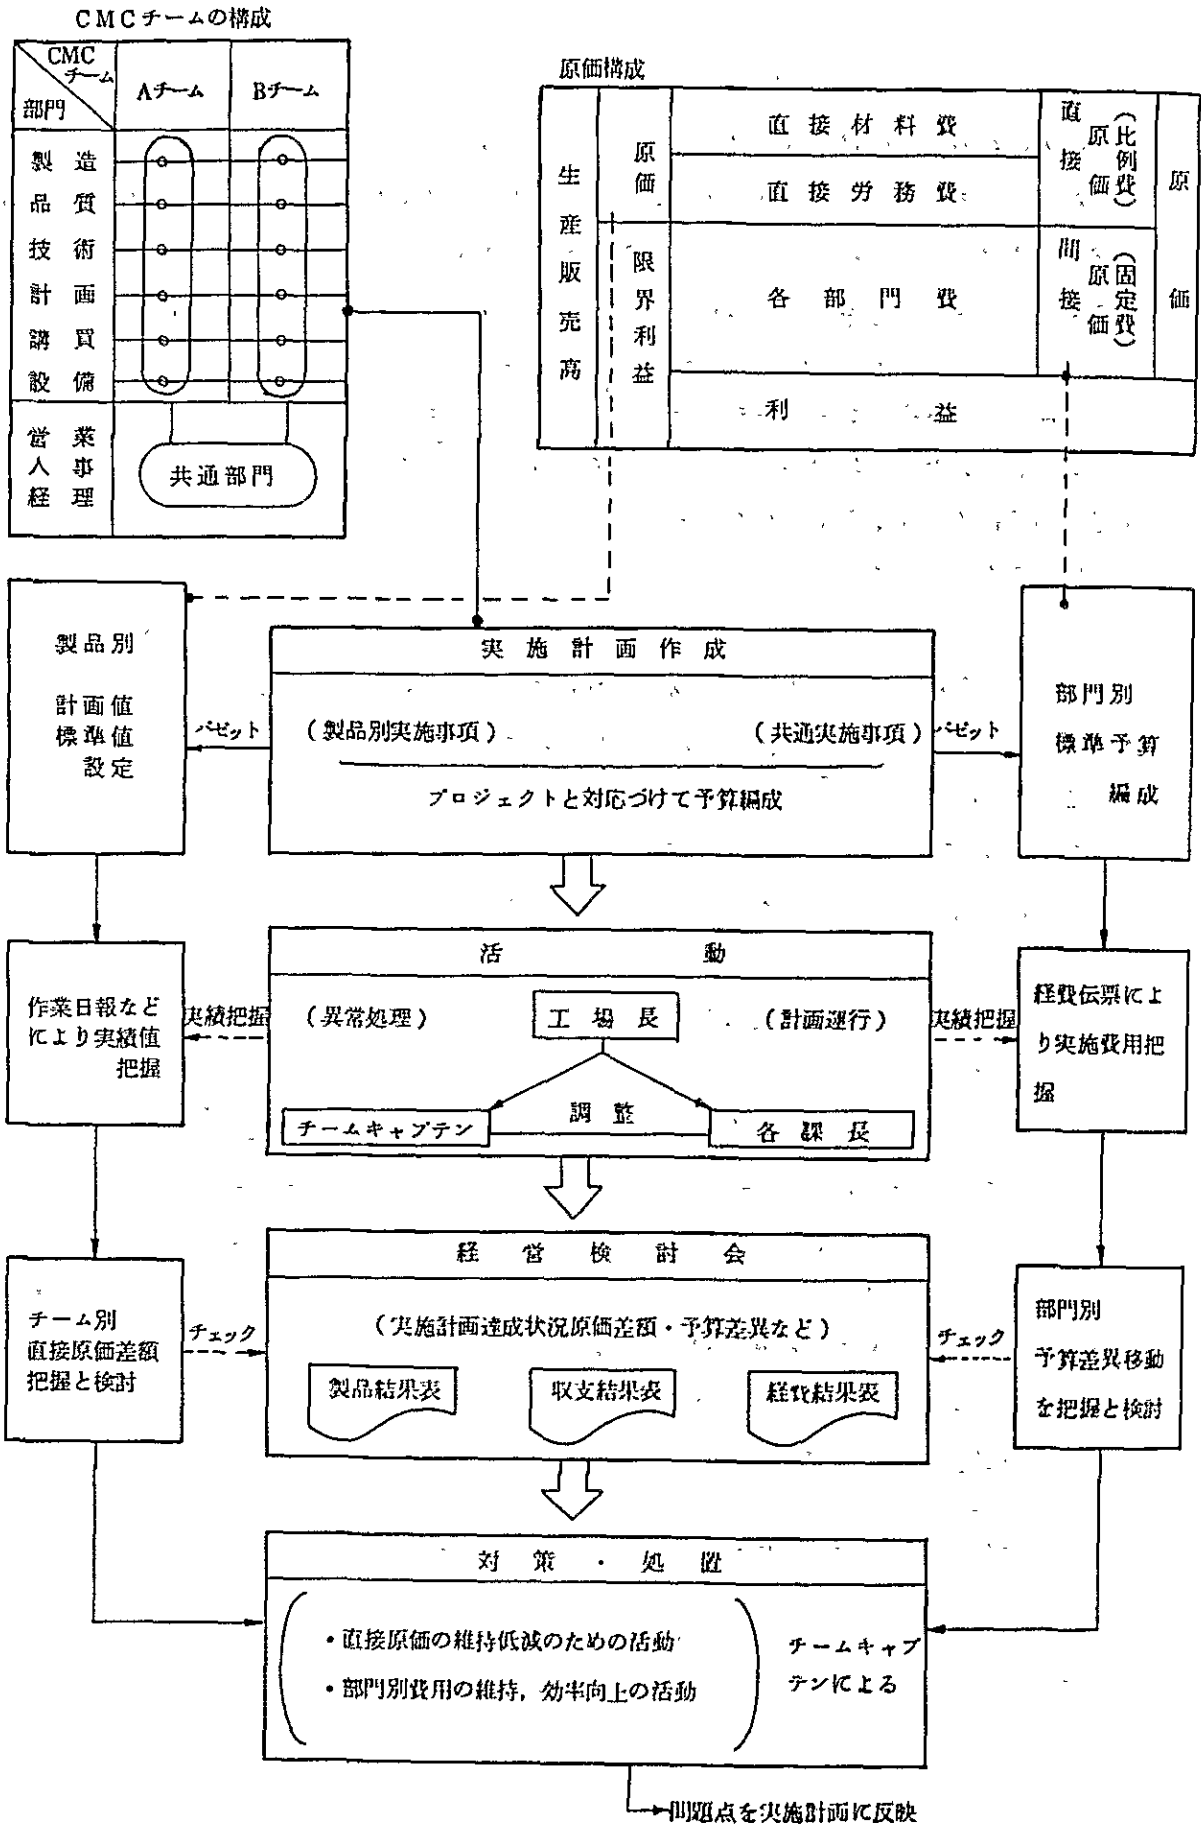 CMCチームの構成
CMC
チーム
部門
Aチーム
Bチーム
製造
品質
技術
計画
講買
設備
営業
人事
経理
共通部門
原価構成
生産販売高
原価
限界利益
直接材料費
直接労務費
各部門費
利益
直接原価(比例費)
間接原価(固定費)
原価
製品別
計画値
標準値
設定
バゼット
実施計画作成
(製品別実施事項)
(共通実施事項)
プロジェクトと対応づけて予算編成
バゼット
部門別
標準予算
編成
作業日報など
により実績値
把握
実績把握
活動
(異常処理)
工場長
(計画運行)
チームキャプテン
調整
各課長
実績把握
経費伝票によ
り実施費用把
握
チーム別
直接原価差額
把握と検討
チェック
経営検討会
(実施計画達成状況原価差額・予算差異など)
製品結果表
収支結果表
経費結果表
チェック
部門別
予算差異移動
を把握と検討
対策・処置
・直接原価の維持低減のための活動
・部門別費用の維持,効率向上の活動
チームキャプ
テンによる
問題点を実施計画に反映